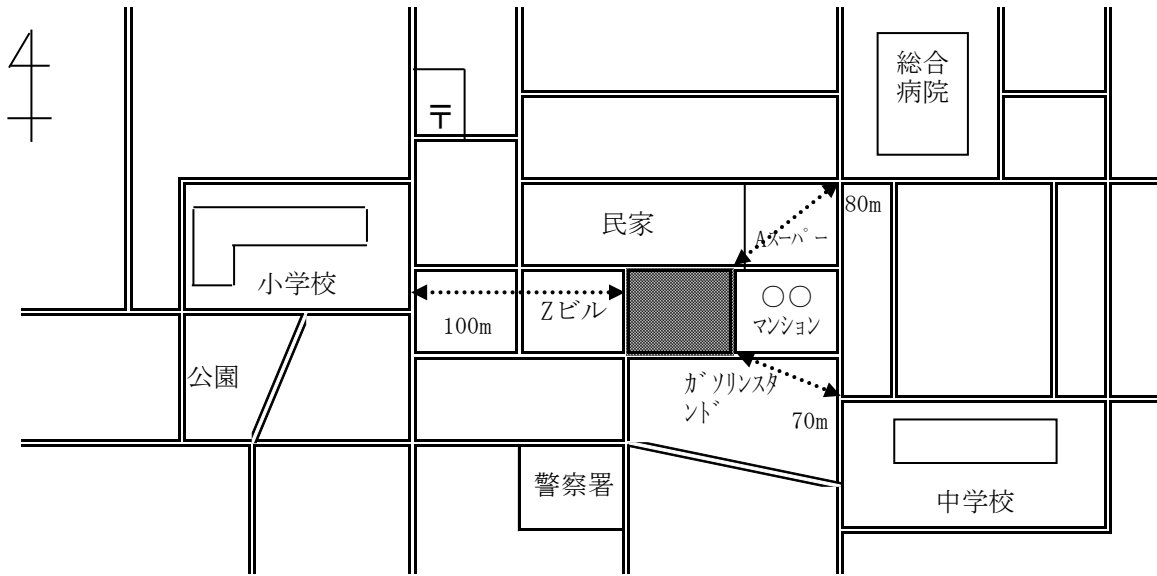 総合
病院
〒
民家
80m
Aスーパー
小学校
100m
Zビル
○○
マンション
公園
ガソリンスタ
ンド
70m
警察署
中学校